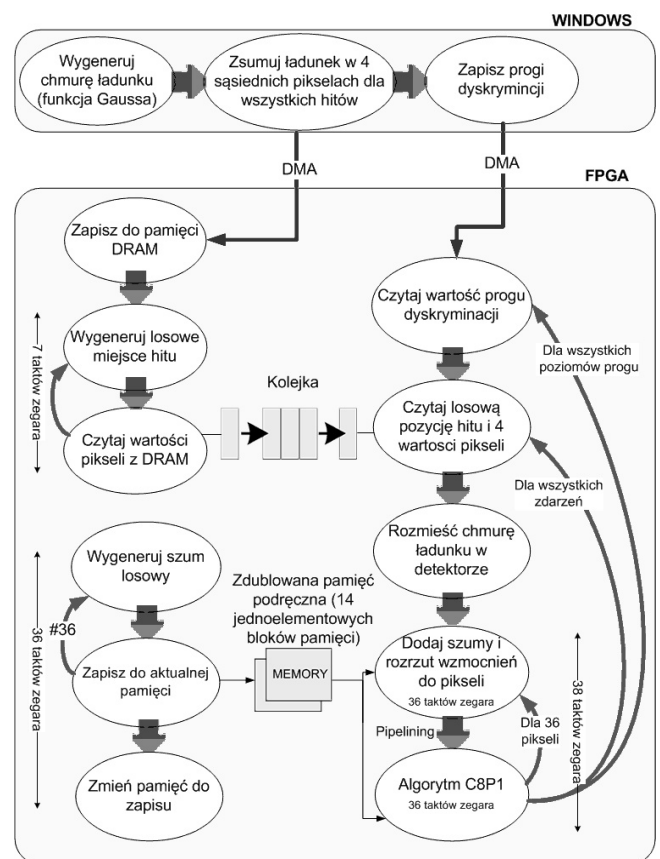 WINDOWS
Wygeneruj
chmurę ładunku
(funkcja Gaussa)
Zsumuj ładunek w 4
sąsiednich pikselach dla
wszystkich hitów
Zapisz progi
dyskrymincji
DMA
DMA
FPGA
Zapisz do pamięci
DRAM
Wygeneruj losowe
miejsce hitu
Czytaj wartości
pikseli z DRAM
7 taktów zegara
Kolejka
Czytaj wartość progu
dyskryminacji
Czytaj losową
pozycję hitu i 4
wartosci pikseli
Dla wszystkich
poziomów progu
Dla wszystkich
zdarzeń
Rozmieść chmurę
ładunku w
detektorze
Wygeneruj szum
losowy
#36
36 taktów zegara
Zapisz do aktualnej
pamięci
Zmień pamięć do
zapisu
Zdublowana pamięć
podręczna (14
jednoelementowych
bloków pamięci)
MEMORY
Dodaj szumy i
rozrzut wzmocnień
do pikseli
36 taktów zegara
Pipelining
Dla 36
pikseli
38 taktów zegara
Algorytm C8P1
36 taktów zegara